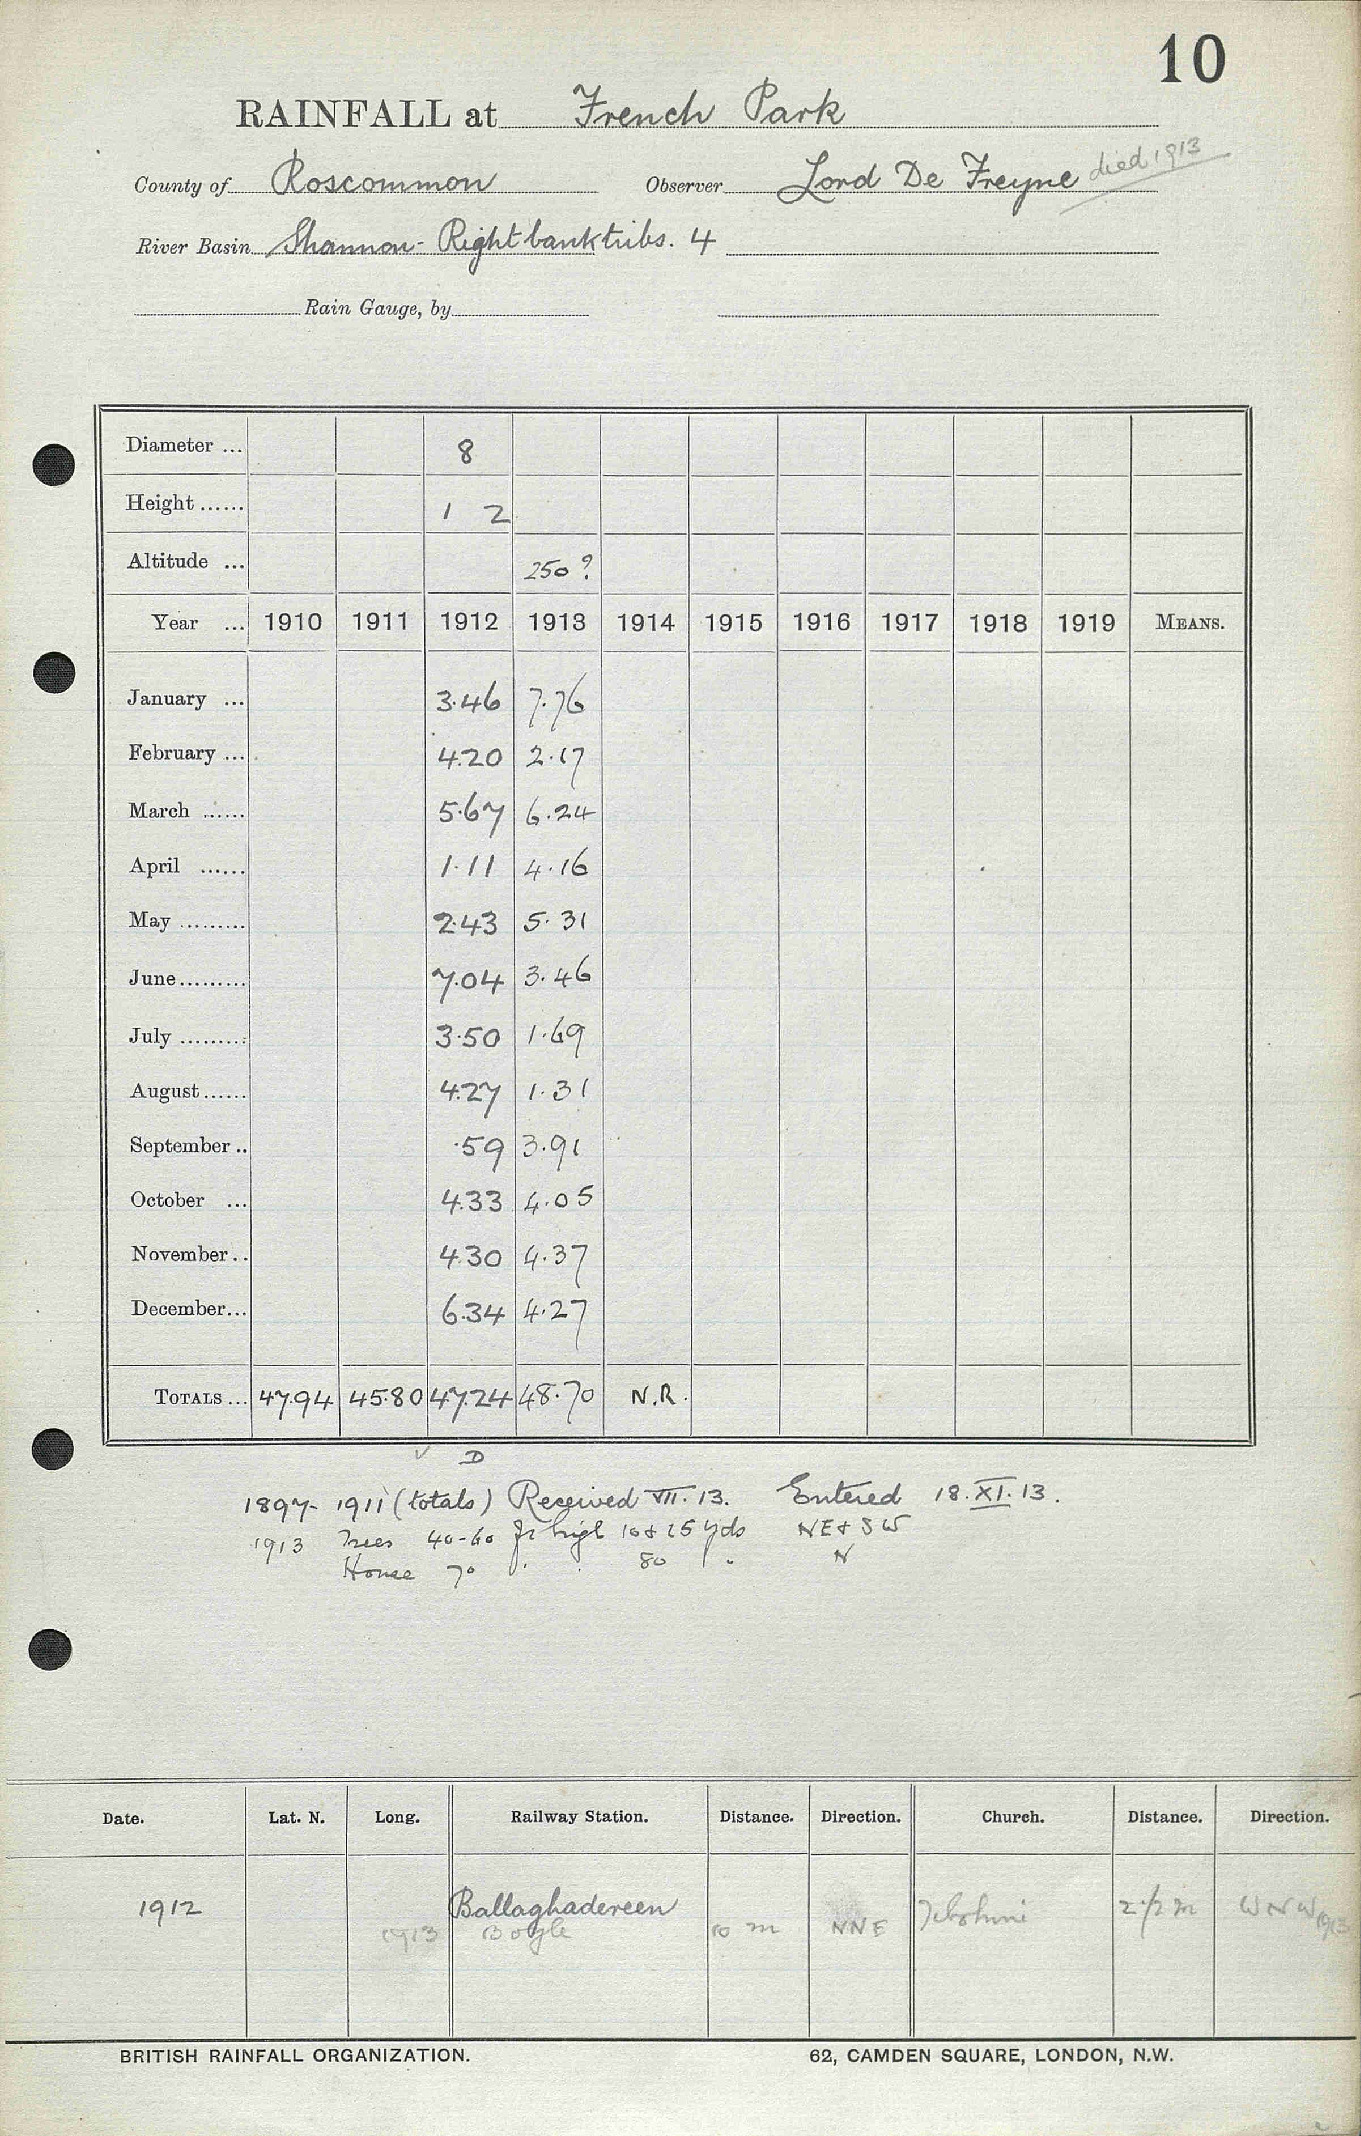 10
RAINFALL at French Park
County of Roscommon Observer Lord De Freyne died 1913
River Basin Shannon - Right bank tribs. 4
Rain Gauge, by
Diameter ... 8
Height ...... 1 2
Altitude ... 250 ?
Year ... 1910 1911 1912 1913 1914 1915 1916 1917 1918 1919 MEANS.
January ... 3.46 7.76
February ... 4.20 2.17
March ...... 5.67 6.24
April ...... 1.11 4.16
May ......... 2.43 5.31
June ......... 7.04 3.46
July ......... 3.50 1.69
August ...... 4.27 1.31
September .. .59 3.91
October ... 4.33 4.05
November .. 4.30 4.37
December... 6.34 4.27
TOTALS ... 47.94 45.80 47.24 48.70 N.R.
✓ D
1897-1911 (totals) Received VII. 13. Entered 18. XI. 13.
1913 Trees 40-60 ft high 10 & 15 yds NE & SW
House 70 " " 80 " N
Date. Lat. N. Long. Railway Station. Distance. Direction. Church. Distance. Direction.
1912 Ballaghadereen 2 1/2 m WNW 1913
1913 Boyle 10 m NNE
BRITISH RAINFALL ORGANIZATION. 62, CAMDEN SQUARE, LONDON, N.W.